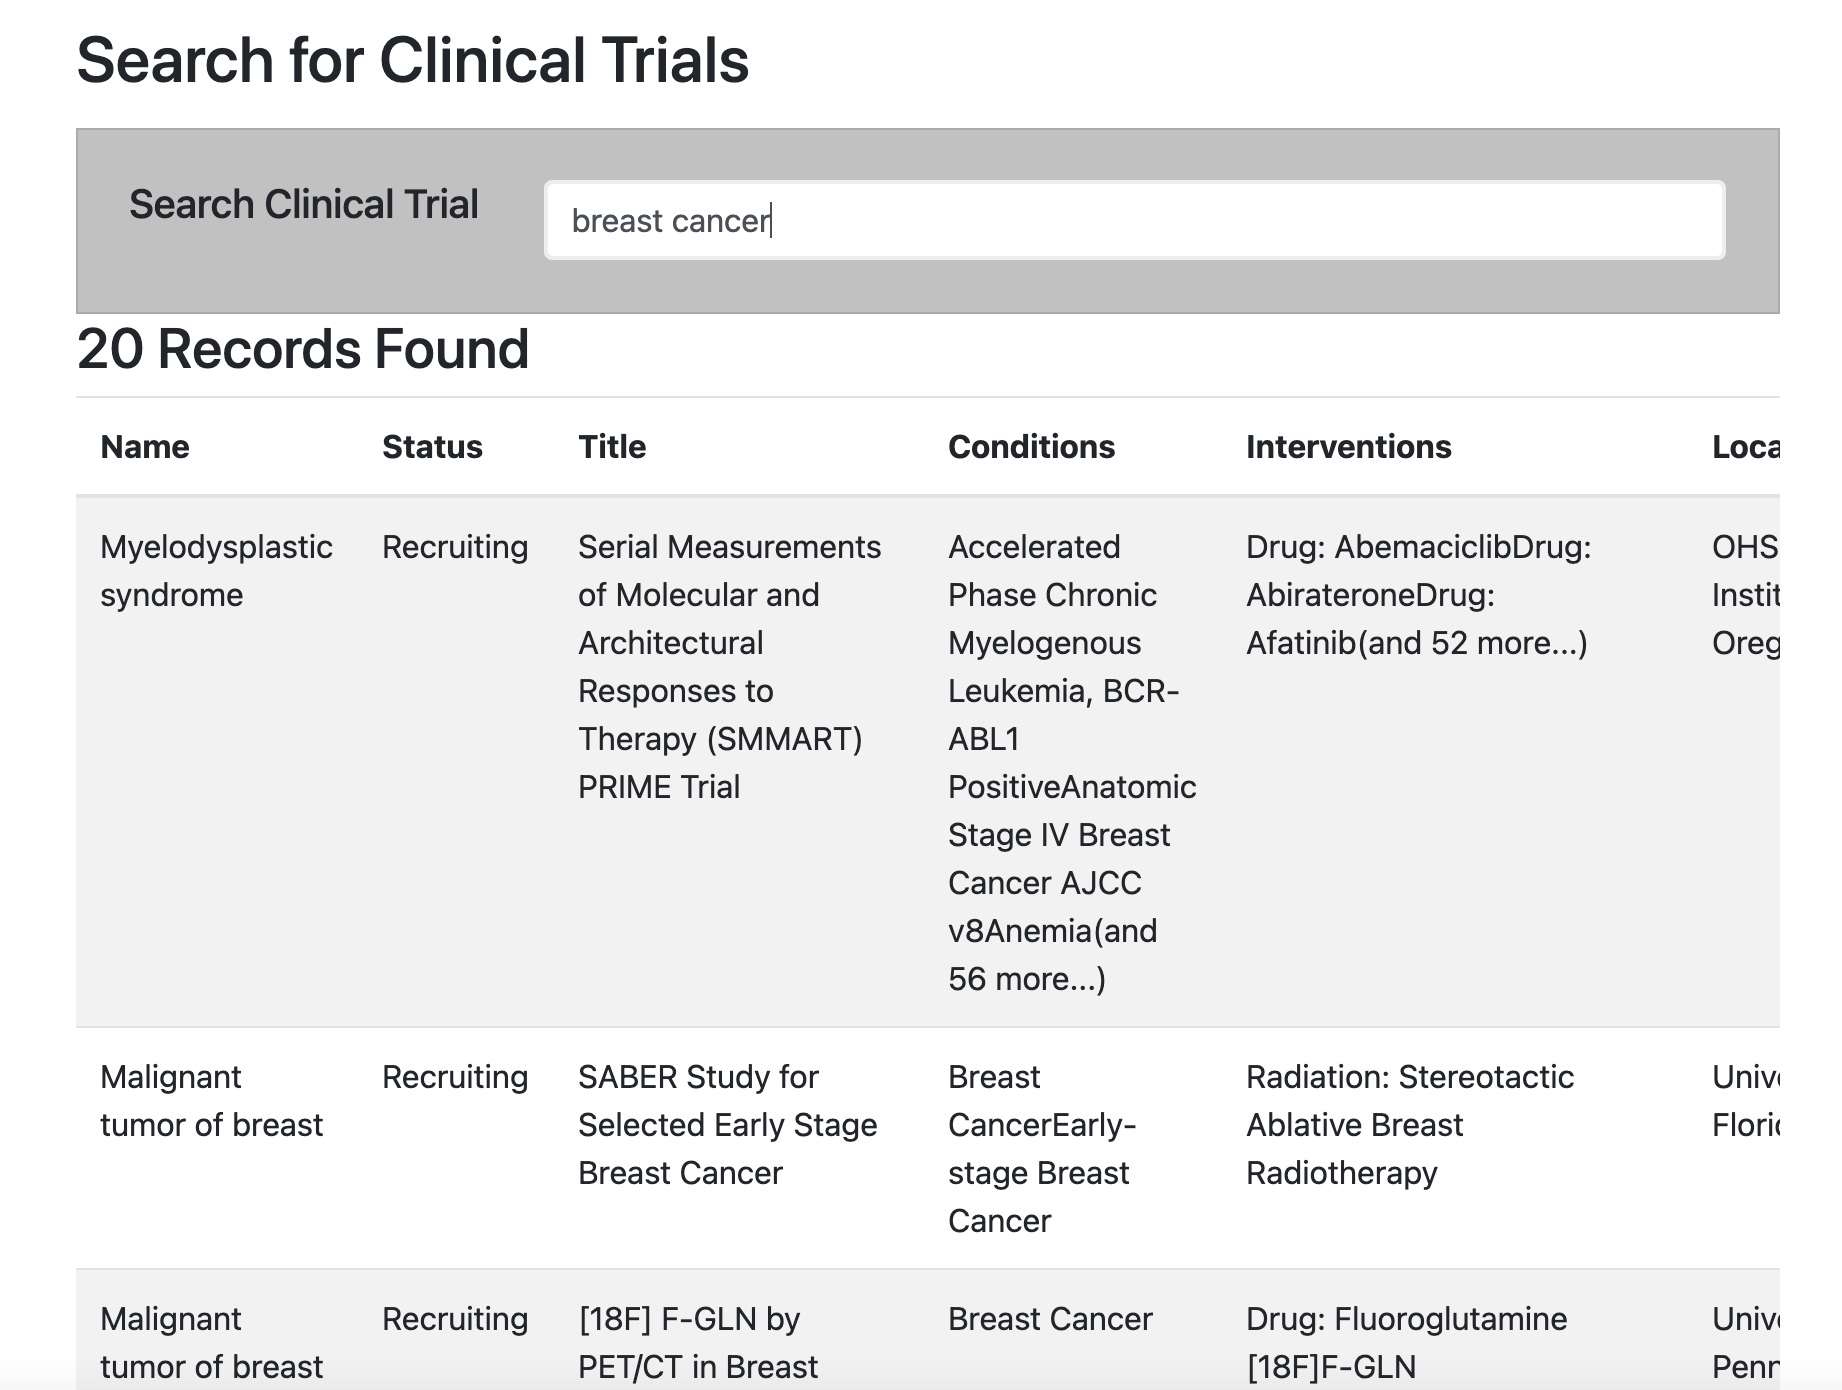 Search for Clinical Trials
Search Clinical Trial
breast cancer
20 Records Found
Name Status Title Conditions Interventions Loca
Myelodysplastic Recruiting Serial Measurements Accelerated Drug: AbemaciclibDrug: OHS
syndrome of Molecular and Phase Chronic AbirateroneDrug: Instit
Architectural Myelogenous Afatinib(and 52 more...) Oreg
Responses to Leukemia, BCR-
Therapy (SMMART) ABL1
PRIME Trial PositiveAnatomic
Stage IV Breast
Cancer AJCC
v8Anemia(and
56 more...)
Malignant Recruiting SABER Study for Breast Radiation: Stereotactic Unive
tumor of breast Selected Early Stage CancerEarly- Ablative Breast Floric
Breast Cancer stage Breast Radiotherapy
Cancer
Malignant Recruiting [18F] F-GLN by Breast Cancer Drug: Fluoroglutamine Unive
tumor of breast PET/CT in Breast [18F]F-GLN Penn